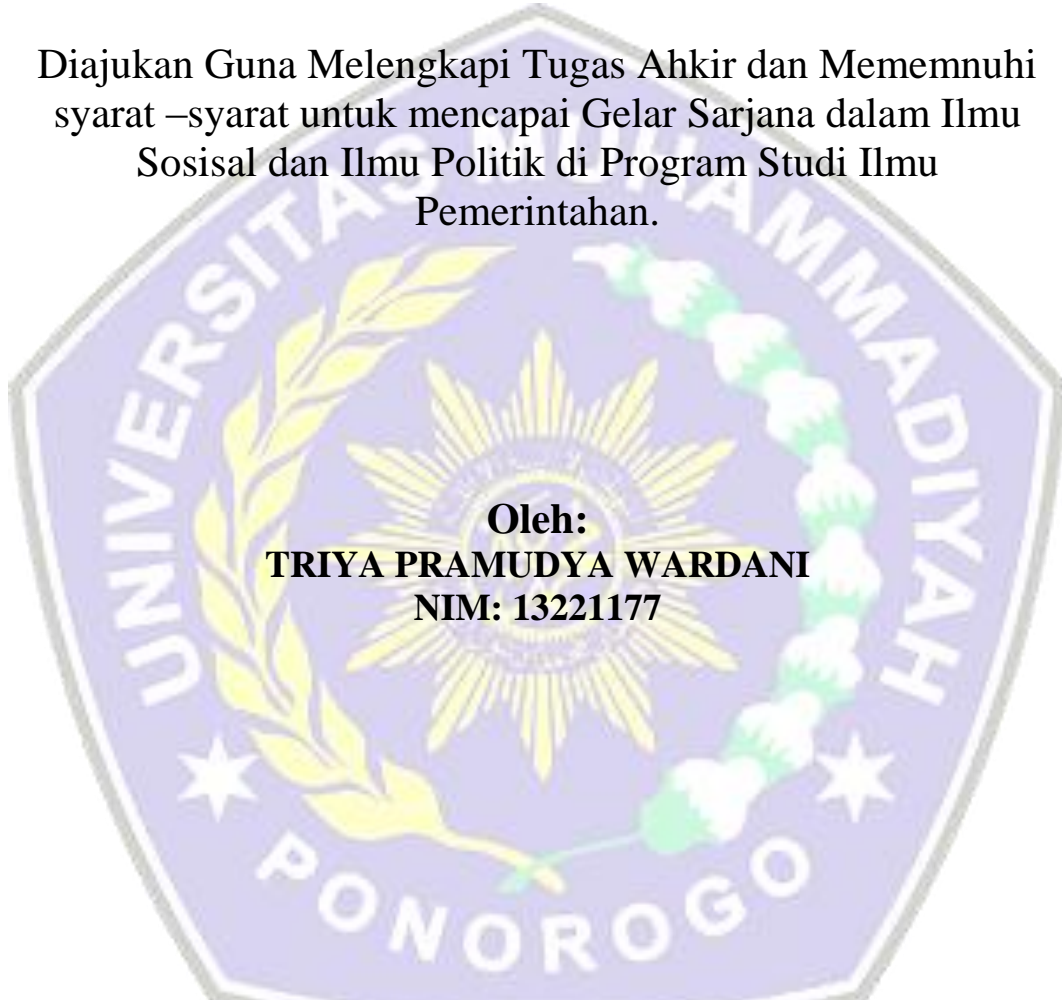 Diajukan Guna Melengkapi Tugas Ahkir dan Mememnuhi
syarat –syarat untuk mencapai Gelar Sarjana dalam Ilmu
Sosisal dan Ilmu Politik di Program Studi Ilmu
Pemerintahan.
UNIVERSITAS MUHAMMADIYAH
Oleh:
TRIYA PRAMUDYA WARDANI
NIM: 13221177
PONOROGO